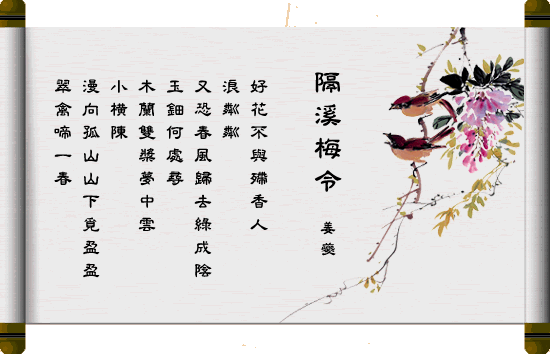 隔溪梅令
姜夔
好花不與殢香人
浪粼粼
又恐春風歸去綠成陰
玉鈿何處尋
木蘭雙槳夢中雲
小橫陳
漫向孤山山下覓盈盈
翠禽啼一春